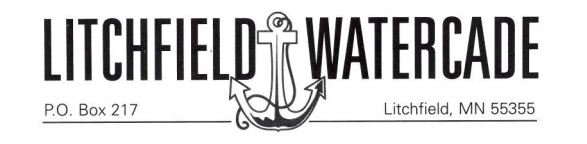 LITCHFIELD WATERCADE
P.O. Box 217 Litchfield, MN 55355